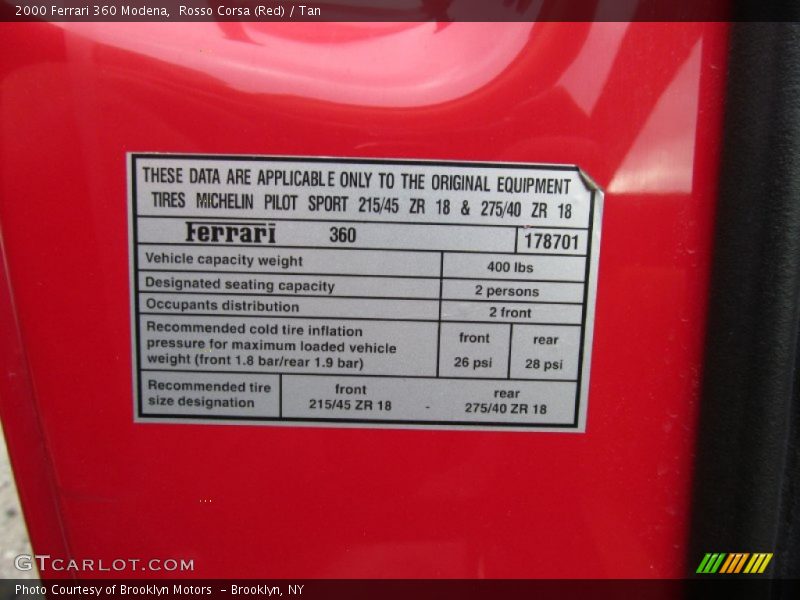 2000 Ferrari 360 Modena, Rosso Corsa (Red) / Tan
THESE DATA ARE APPLICABLE ONLY TO THE ORIGINAL EQUIPMENT
TIRES MICHELIN PILOT SPORT 215/45 ZR 18 & 275/40 ZR 18
Ferrari 360 178701
Vehicle capacity weight 400 lbs
Designated seating capacity 2 persons
Occupants distribution 2 front
Recommended cold tire inflation
pressure for maximum loaded vehicle
weight (front 1.8 bar/rear 1.9 bar)
front rear
26 psi 28 psi
Recommended tire
size designation
front rear
215/45 ZR 18 - 275/40 ZR 18
GTCARLOT.COM
Photo Courtesy of Brooklyn Motors - Brooklyn, NY